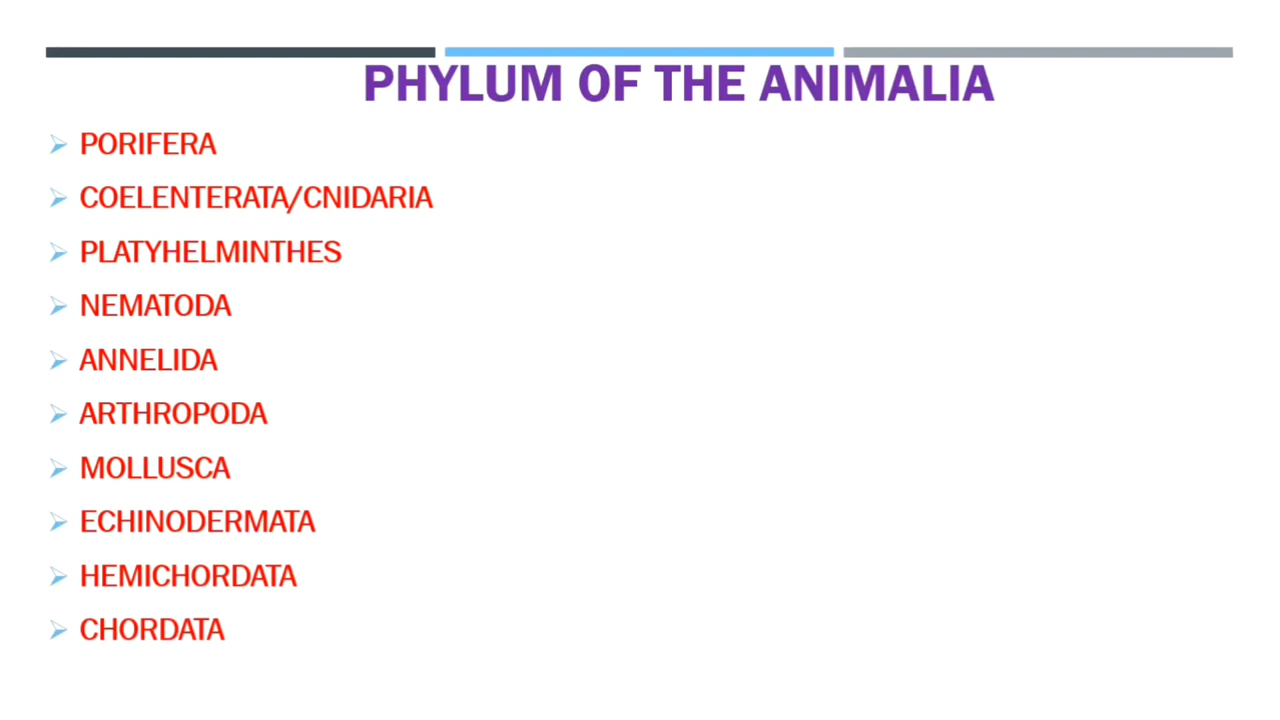 PHYLUM OF THE ANIMALIA
PORIFERA
COELENTERATA/CNIDARIA
PLATYHELMINTHES
NEMATODA
ANNELIDA
ARTHROPODA
MOLLUSCA
ECHINODERMATA
HEMICHORDATA
CHORDATA